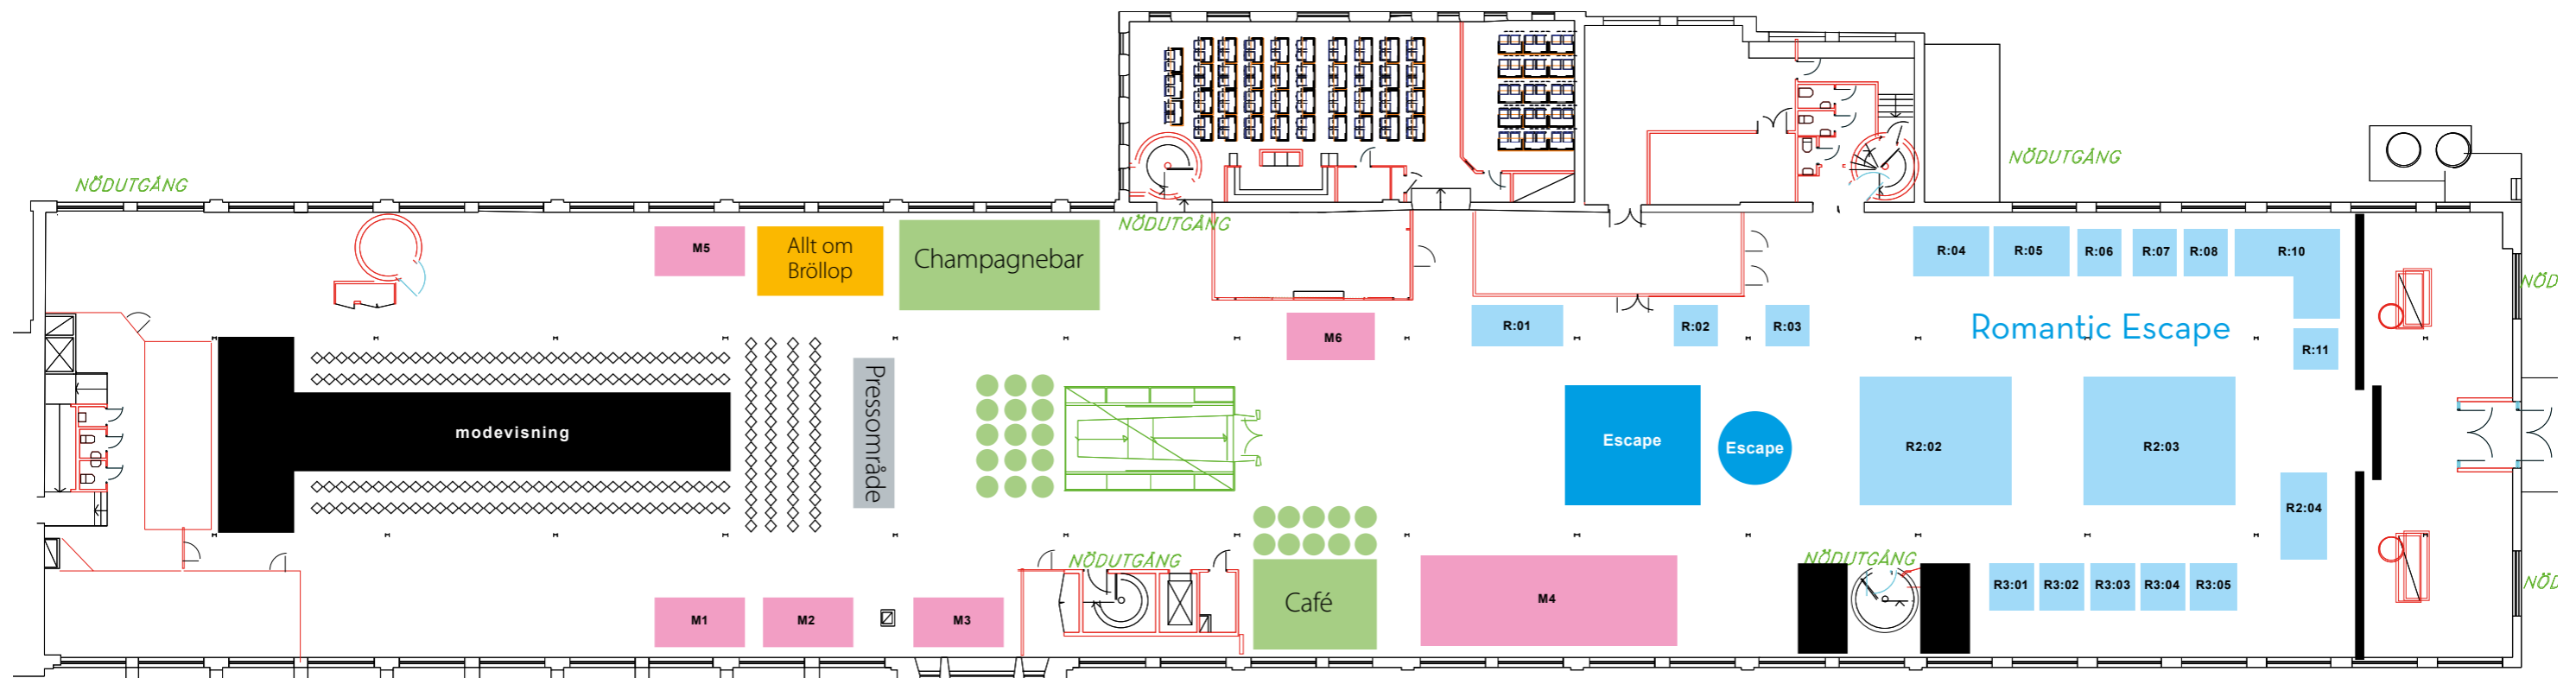 NÖDUTGÅNG
NÖDUTGÅNG
NÖDUTGÅNG
M5
Allt om
Bröllop
Champagnebar
R:04
R:05
R:06
R:07
R:08
R:10
NÖD
M6
R:01
R:02
R:03
Romantic Escape
R:11
modevisning
Pressområde
Escape
Escape
R2:02
R2:03
R2:04
NÖDUTGÅNG
NÖDUTGÅNG
NÖD
M1
M2
M3
Café
M4
R3:01
R3:02
R3:03
R3:04
R3:05